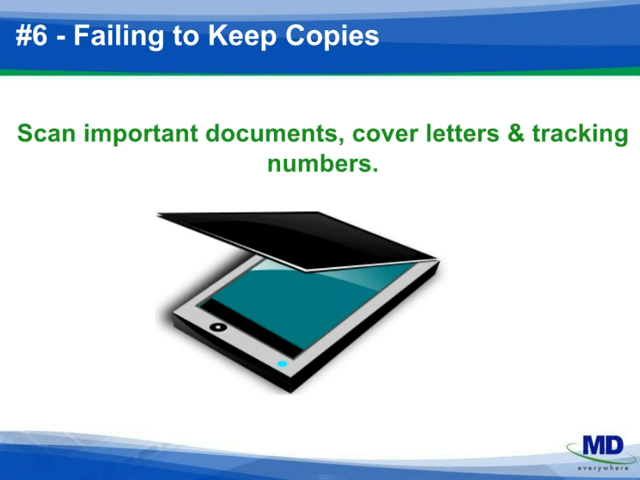 #6 - Failing to Keep Copies
Scan important documents, cover letters & tracking
numbers.
MD
everywhere